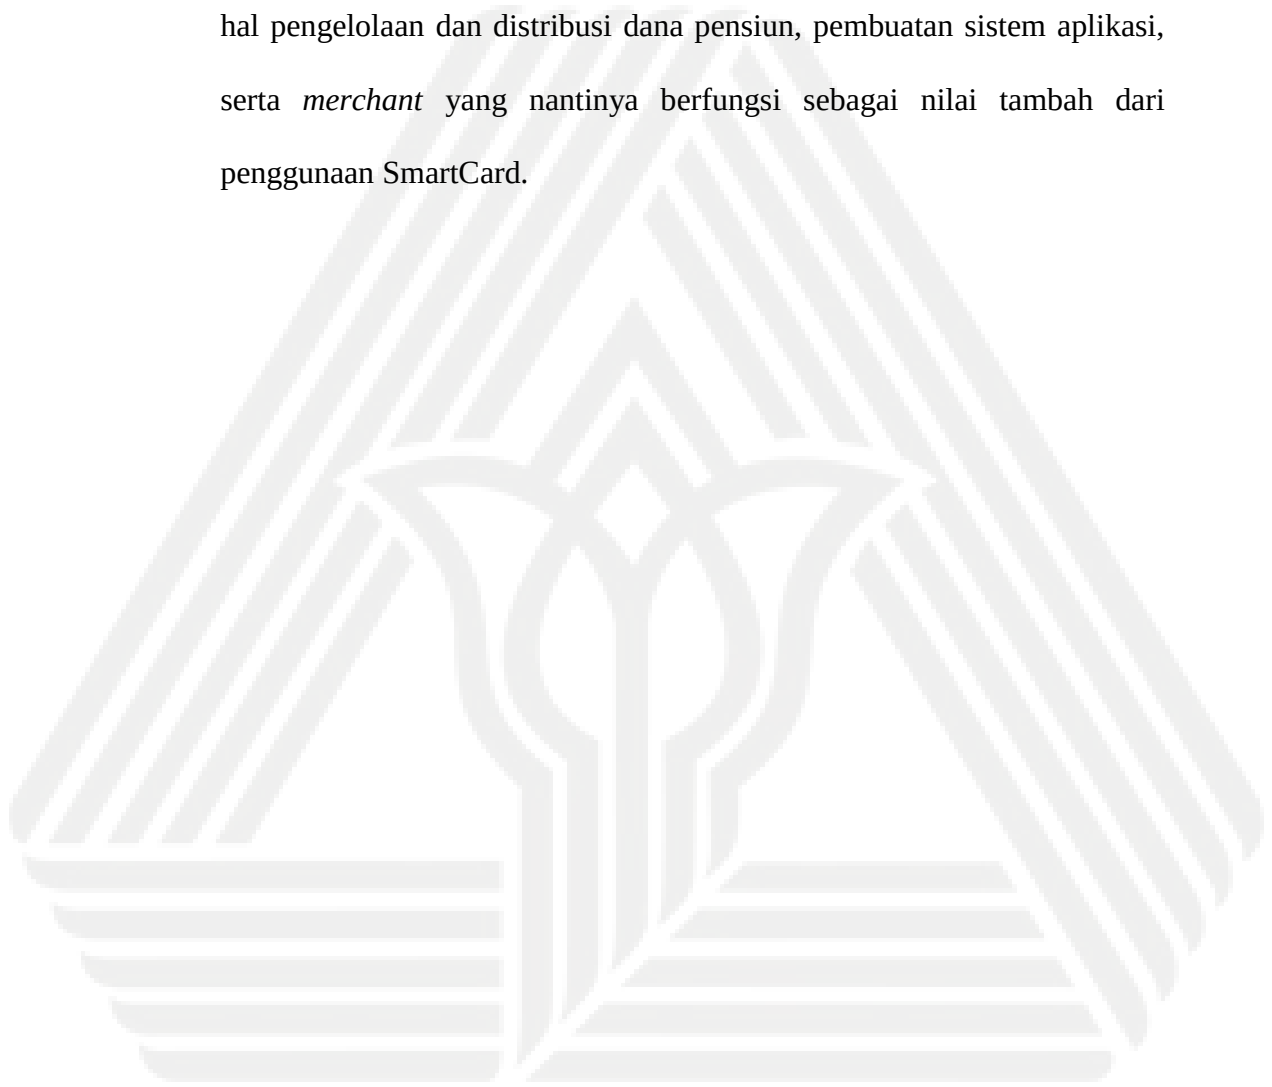 hal pengelolaan dan distribusi dana pensiun, pembuatan sistem aplikasi,
serta merchant yang nantinya berfungsi sebagai nilai tambah dari
penggunaan SmartCard.